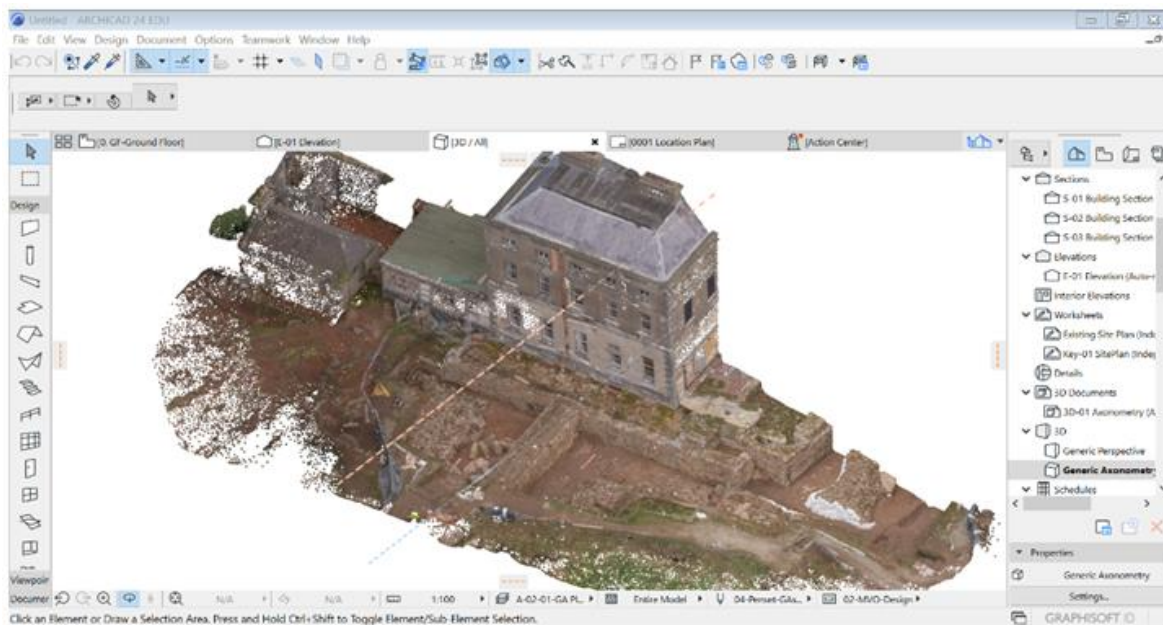 Untitled - ARCHICAD 24 EDU
File Edit View Design Document Options Teamwork Window Help
[0. GF-Ground Floor]
[E-01 Elevation]
[3D / All]
[0001 Location Plan]
[Action Center]
Design
Sections
S-01 Building Section
S-02 Building Section
S-03 Building Section
Elevations
E-01 Elevation (Auto-r
Interior Elevations
Worksheets
Existing Site Plan (Inde
Key-01 SitePlan (Indep
Details
3D Documents
3D-01 Axonometry (A
3D
Generic Perspective
Generic Axonometr
Schedules
Properties
Generic Axonometry
Settings...
Viewpoin
Documer
N/A
N/A
1:100
A-02-01-GA PL...
Entire Model
02-MVO-Design
Click an Element or Draw a Selection Area. Press and Hold Ctrl+Shift to Toggle Element/Sub-Element Selection.
GRAPHISOFT